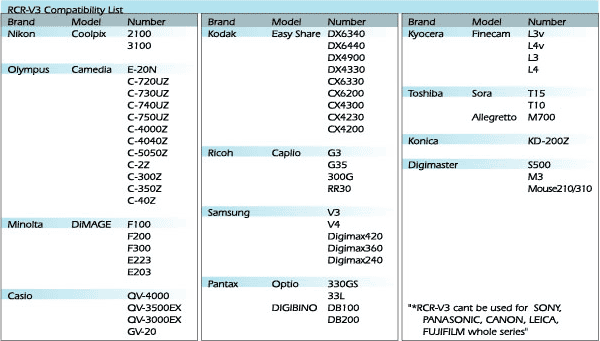 RCR-V3 Compatibility List
Brand Model Number
Nikon Coolpix 2100
3100
Olympus Camedia E-20N
C-720UZ
C-730UZ
C-740UZ
C-750UZ
C-4000Z
C-4040Z
C-5050Z
C-2Z
C-300Z
C-350Z
C-40Z
Minolta DiMAGE F100
F200
F300
E223
E203
Casio QV-4000
QV-3500EX
QV-3000EX
GV-20
Brand Model Number
Kodak Easy Share DX6340
DX6440
DX4900
DX4330
CX6330
CX6200
CX4300
CX4230
CX4200
Ricoh Caplio G3
G35
300G
RR30
Samsung V3
V4
Digimax420
Digimax360
Digimax240
Pantax Optio 330GS
33L
DIGIBINO DB100
DB200
Brand Model Number
Kyocera Finecam L3v
L4v
L3
L4
Toshiba Sora T15
T10
Allegretto M700
Konica KD-200Z
Digimaster S500
M3
Mouse210/310
"*RCR-V3 cant be used for SONY,
PANASONIC, CANON, LEICA,
FUJIFILM whole series"